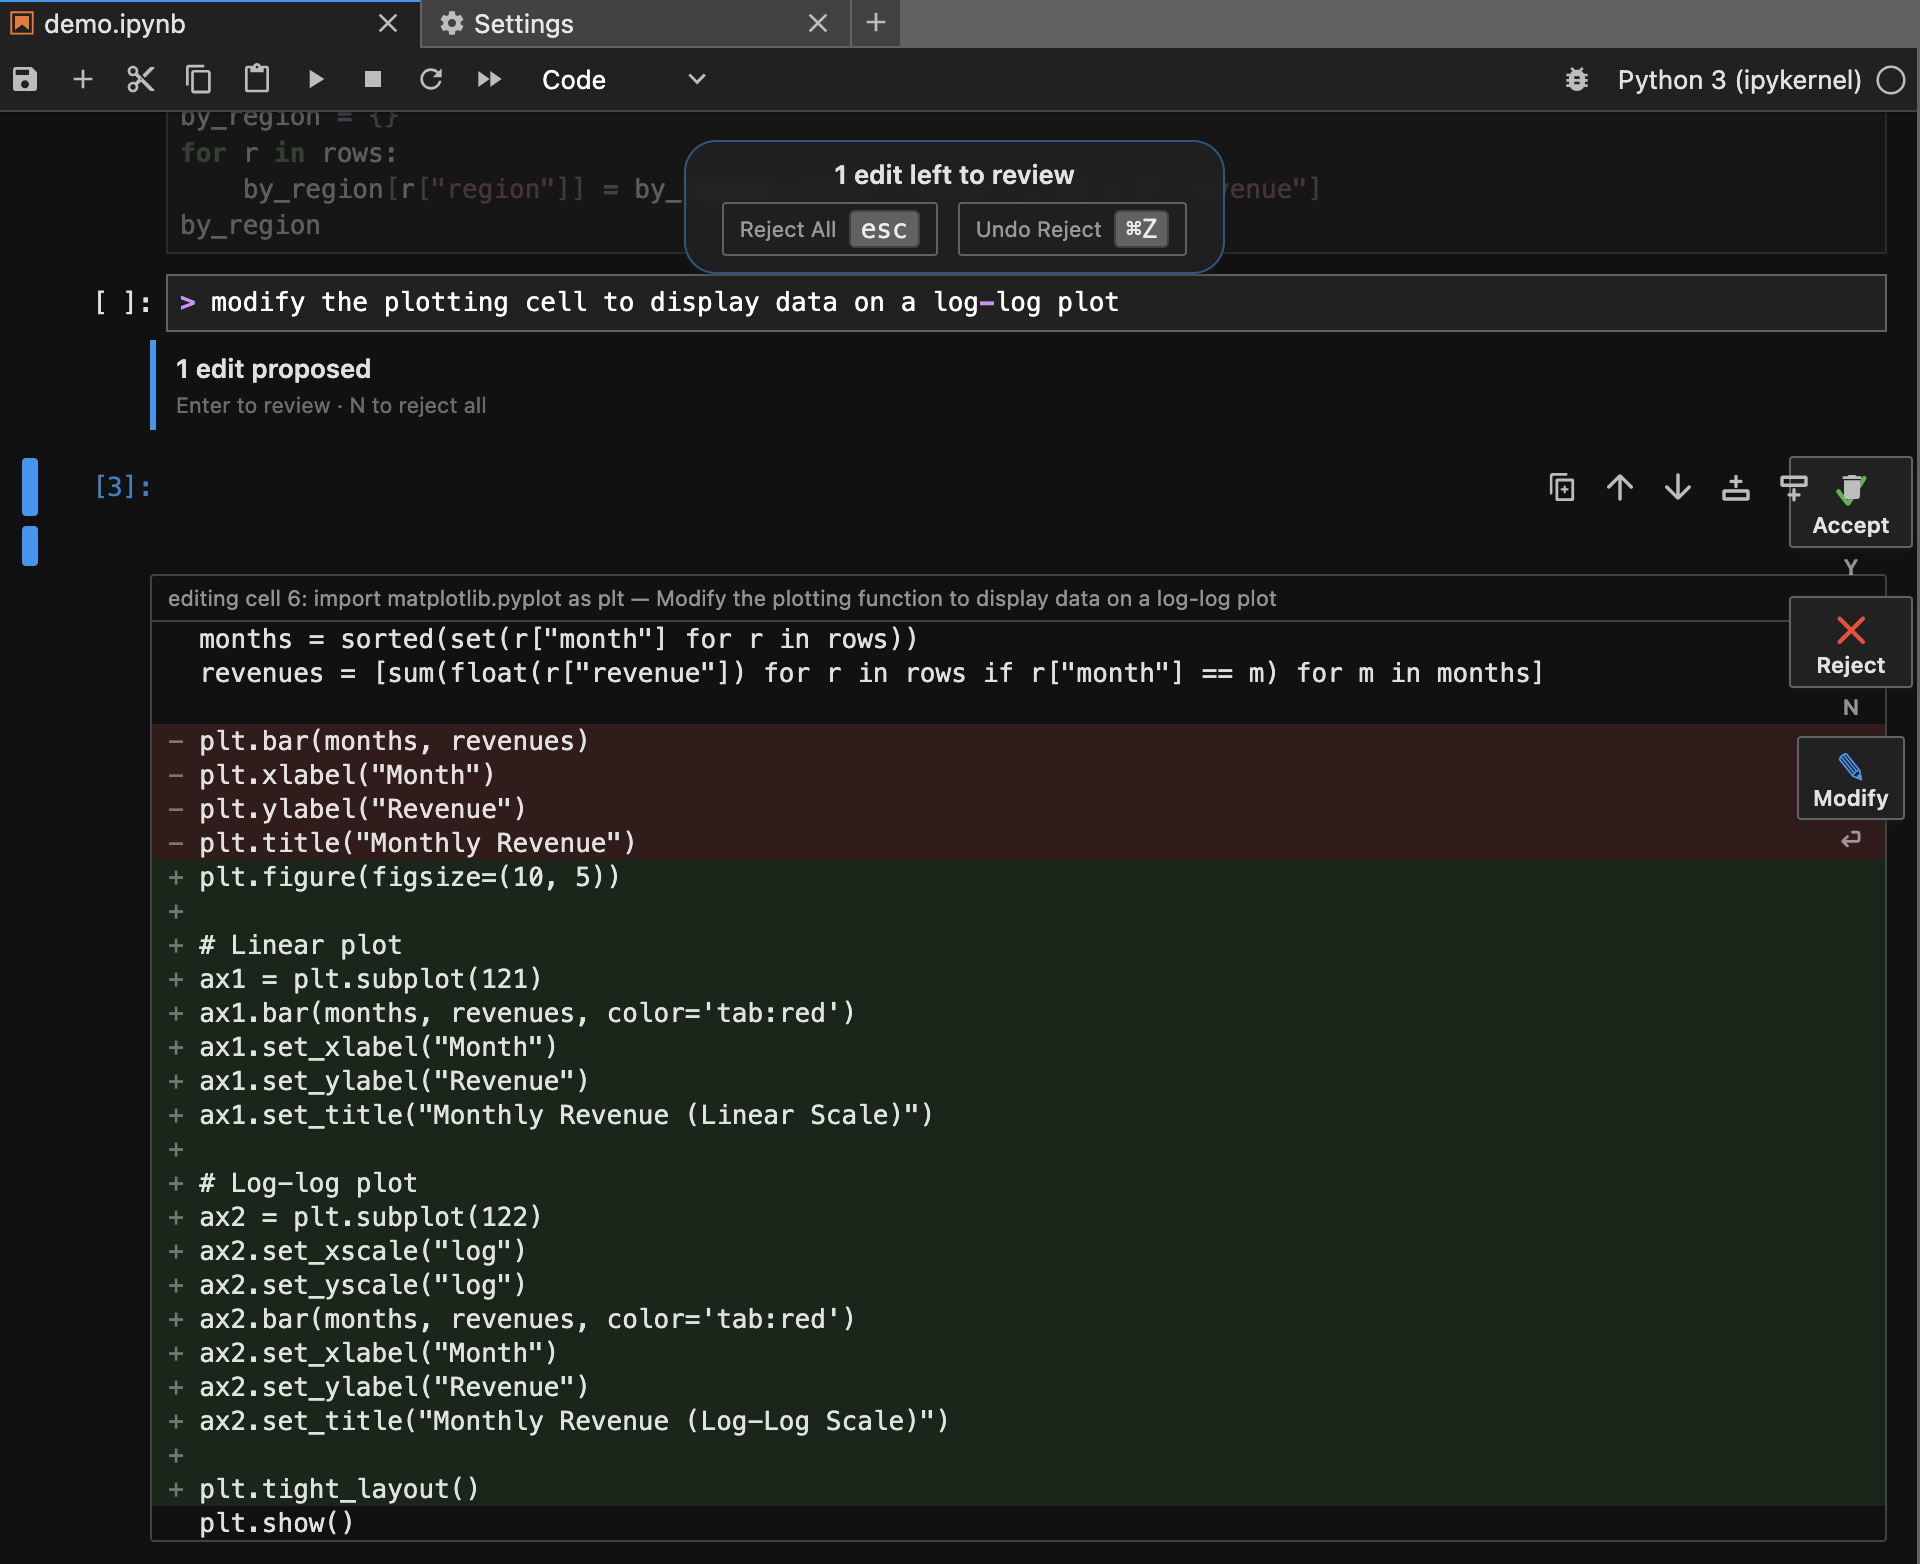 demo.ipynb
Settings
Code
Python 3 (ipykernel)
by_region = {}
for r in rows:
by_region[r["region"]] = by_ venue"]
by_region
1 edit left to review
Reject All esc
Undo Reject ⌘Z
[ ]:
> modify the plotting cell to display data on a log-log plot
1 edit proposed
Enter to review · N to reject all
[3]:
Accept
Y
editing cell 6: import matplotlib.pyplot as plt — Modify the plotting function to display data on a log-log plot
months = sorted(set(r["month"] for r in rows))
revenues = [sum(float(r["revenue"]) for r in rows if r["month"] == m) for m in months]
Reject
N
Modify
- plt.bar(months, revenues)
- plt.xlabel("Month")
- plt.ylabel("Revenue")
- plt.title("Monthly Revenue")
+ plt.figure(figsize=(10, 5))
+
+ # Linear plot
+ ax1 = plt.subplot(121)
+ ax1.bar(months, revenues, color='tab:red')
+ ax1.set_xlabel("Month")
+ ax1.set_ylabel("Revenue")
+ ax1.set_title("Monthly Revenue (Linear Scale)")
+
+ # Log-log plot
+ ax2 = plt.subplot(122)
+ ax2.set_xscale("log")
+ ax2.set_yscale("log")
+ ax2.bar(months, revenues, color='tab:red')
+ ax2.set_xlabel("Month")
+ ax2.set_ylabel("Revenue")
+ ax2.set_title("Monthly Revenue (Log-Log Scale)")
+
+ plt.tight_layout()
plt.show()